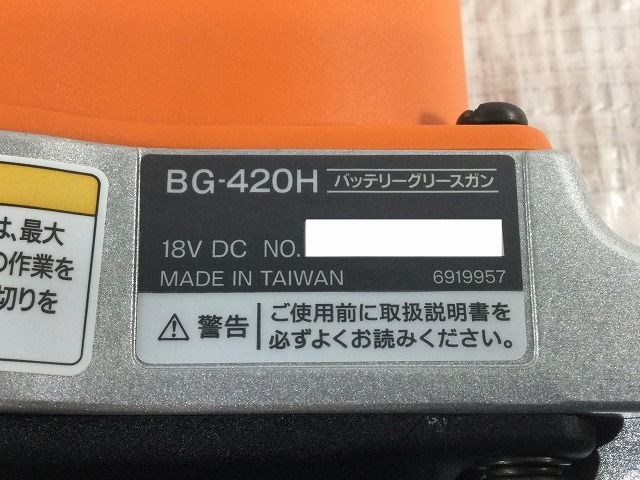 BG-420H バッテリーグリースガン
18V DC NO.
MADE IN TAIWAN 6919957
⚠ 警告 ご使用前に取扱説明書を
必ずよくお読みください。
は、最大
の作業を
切りを